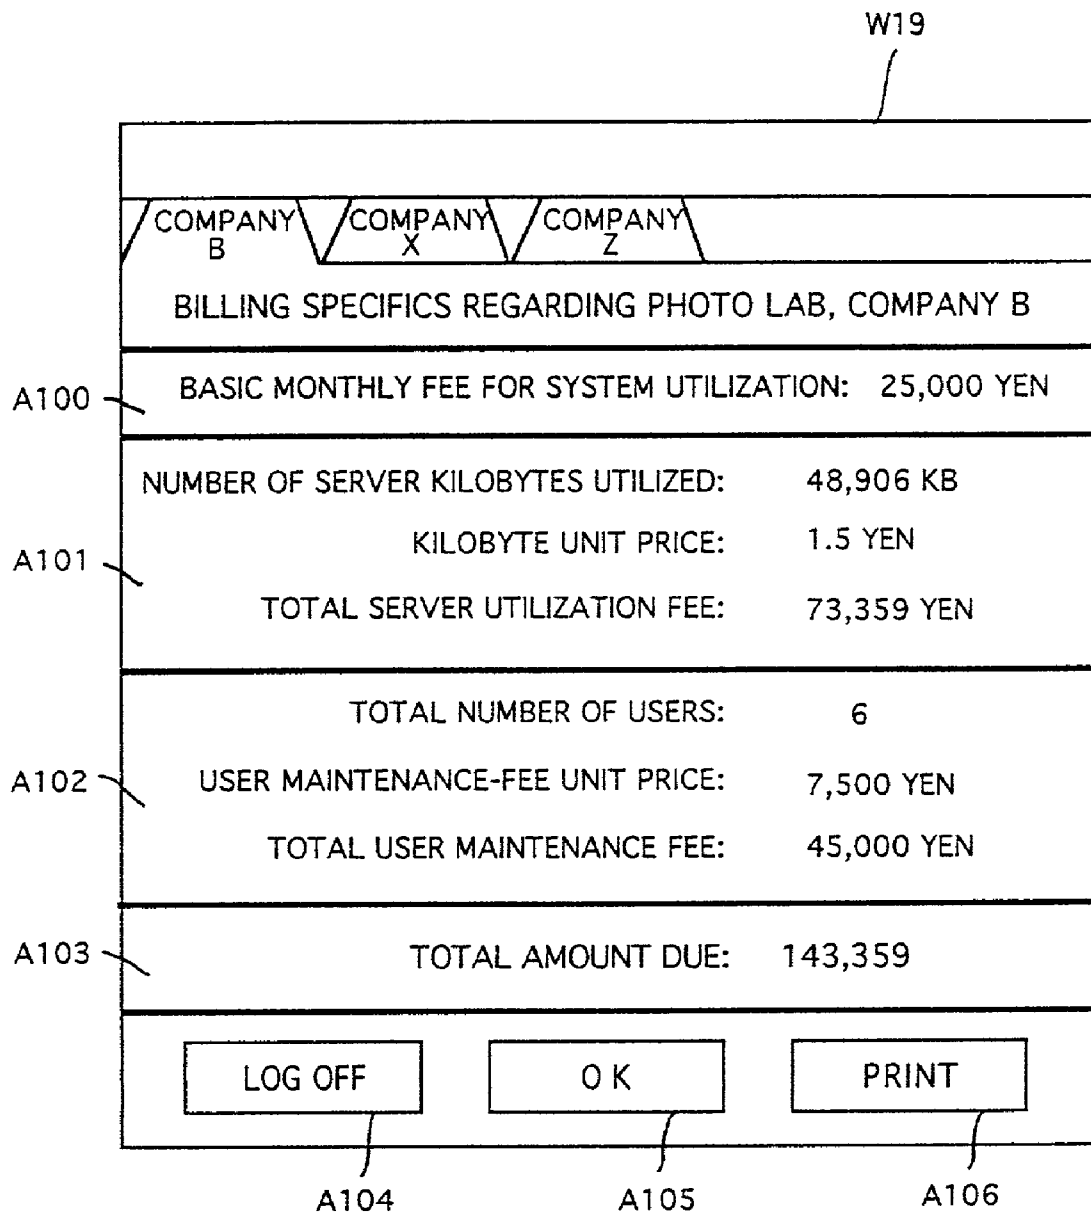 W19
COMPANY B
COMPANY X
COMPANY Z
BILLING SPECIFICS REGARDING PHOTO LAB, COMPANY B
A100
BASIC MONTHLY FEE FOR SYSTEM UTILIZATION: 25,000 YEN
NUMBER OF SERVER KILOBYTES UTILIZED: 48,906 KB
A101
KILOBYTE UNIT PRICE: 1.5 YEN
TOTAL SERVER UTILIZATION FEE: 73,359 YEN
TOTAL NUMBER OF USERS: 6
A102
USER MAINTENANCE-FEE UNIT PRICE: 7,500 YEN
TOTAL USER MAINTENANCE FEE: 45,000 YEN
A103
TOTAL AMOUNT DUE: 143,359
LOG OFF
OK
PRINT
A104
A105
A106